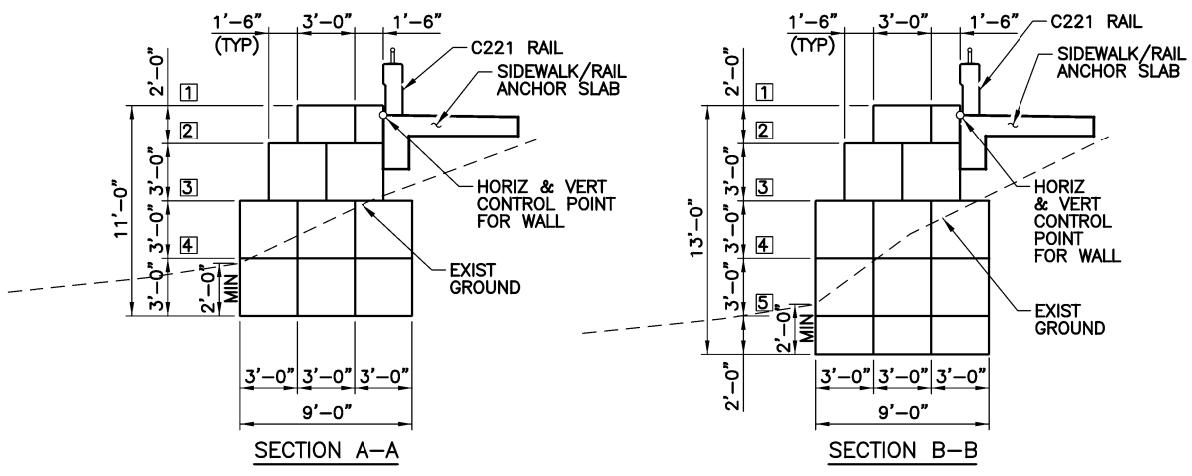 1'-6" 3'-0" 1'-6"
(TYP)
C221 RAIL
SIDEWALK/RAIL
ANCHOR SLAB
2'-0"
1
2
3'-0"
3
11'-0"
HORIZ & VERT
CONTROL POINT
FOR WALL
3'-0"
4
3'-0"
2'-0"
MIN
EXIST
GROUND
3'-0" 3'-0" 3'-0"
9'-0"
SECTION A-A
1'-6" 3'-0" 1'-6"
(TYP)
C221 RAIL
SIDEWALK/RAIL
ANCHOR SLAB
2'-0"
1
2
3'-0"
3
13'-0"
HORIZ
& VERT
CONTROL
POINT
FOR WALL
3'-0"
4
3'-0"
5
2'-0"
MIN
EXIST
GROUND
2'-0"
3'-0" 3'-0" 3'-0"
9'-0"
SECTION B-B